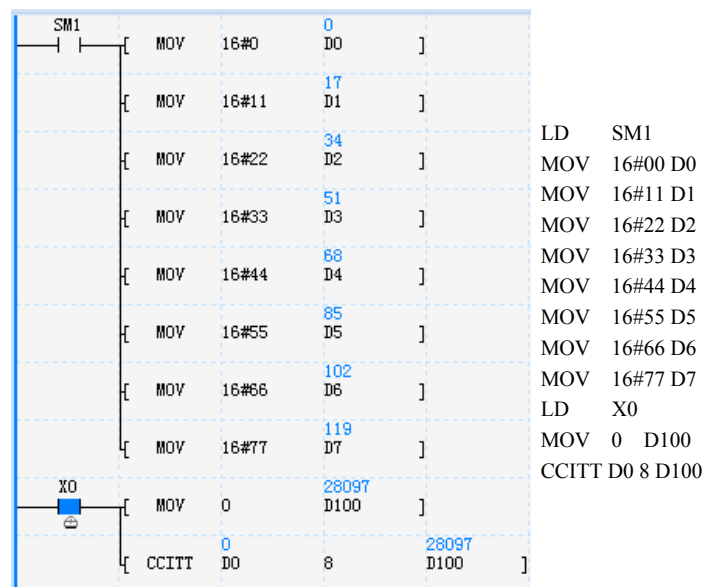 SM1
0
[ MOV 16#0 D0 ]
17
[ MOV 16#11 D1 ]
34
[ MOV 16#22 D2 ]
51
[ MOV 16#33 D3 ]
68
[ MOV 16#44 D4 ]
85
[ MOV 16#55 D5 ]
102
[ MOV 16#66 D6 ]
119
[ MOV 16#77 D7 ]
X0
28097
[ MOV 0 D100 ]
0 28097
[ CCITT D0 8 D100 ]
LD SM1
MOV 16#00 D0
MOV 16#11 D1
MOV 16#22 D2
MOV 16#33 D3
MOV 16#44 D4
MOV 16#55 D5
MOV 16#66 D6
MOV 16#77 D7
LD X0
MOV 0 D100
CCITT D0 8 D100